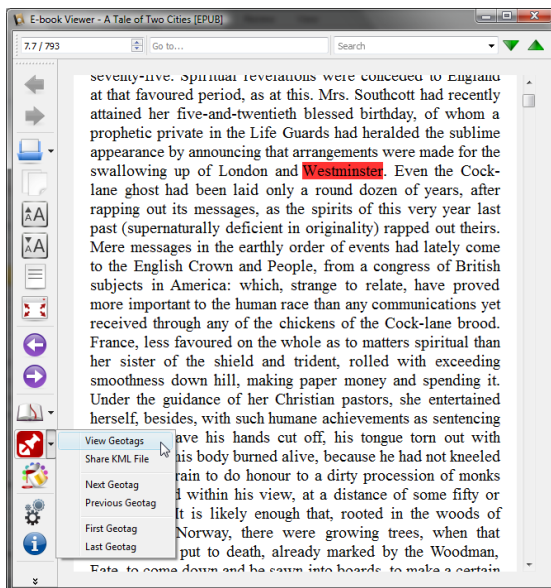 E-book Viewer - A Tale of Two Cities [EPUB]
7.7 / 793
Go to...
Search
seventy-five. Spiritual revelations were conceded to England
at that favoured period, as at this. Mrs. Southcott had recently
attained her five-and-twentieth blessed birthday, of whom a
prophetic private in the Life Guards had heralded the sublime
appearance by announcing that arrangements were made for the
swallowing up of London and Westminster. Even the Cock-
lane ghost had been laid only a round dozen of years, after
rapping out its messages, as the spirits of this very year last
past (supernaturally deficient in originality) rapped out theirs.
Mere messages in the earthly order of events had lately come
to the English Crown and People, from a congress of British
subjects in America: which, strange to relate, have proved
more important to the human race than any communications yet
received through any of the chickens of the Cock-lane brood.
France, less favoured on the whole as to matters spiritual than
her sister of the shield and trident, rolled with exceeding
smoothness down hill, making paper money and spending it.
Under the guidance of her Christian pastors, she entertained
herself, besides, with such humane achievements as sentencing
ave his hands cut off, his tongue torn out with
his body burned alive, because he had not kneeled
rain to do honour to a dirty procession of monks
d within his view, at a distance of some fifty or
It is likely enough that, rooted in the woods of
Norway, there were growing trees, when that
put to death, already marked by the Woodman,
Fate, to come down and be sawn into boards, to make a certain
AA
AA
View Geotags
Share KML File
Next Geotag
Previous Geotag
First Geotag
Last Geotag